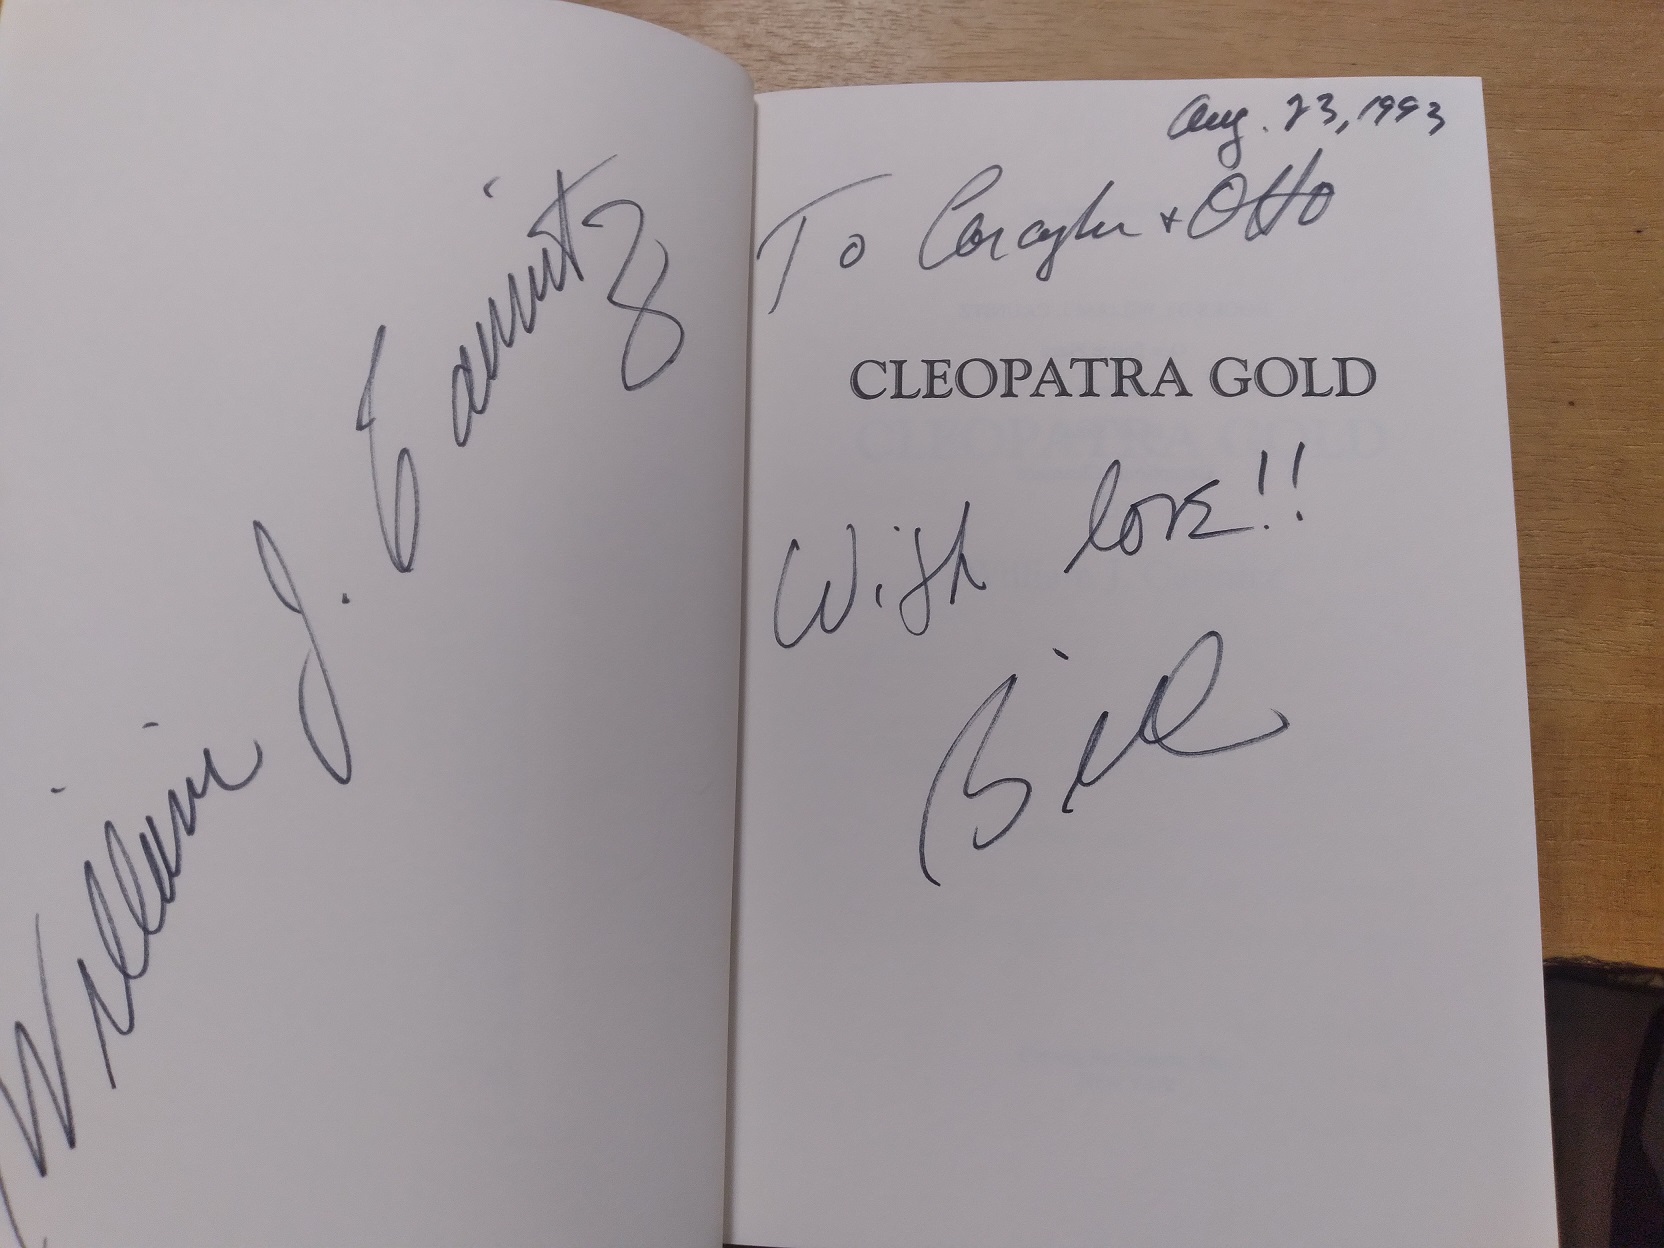 William J. Caunitz
Aug. 23, 1993
To + Otto
CLEOPATRA GOLD
With love!!
Bill